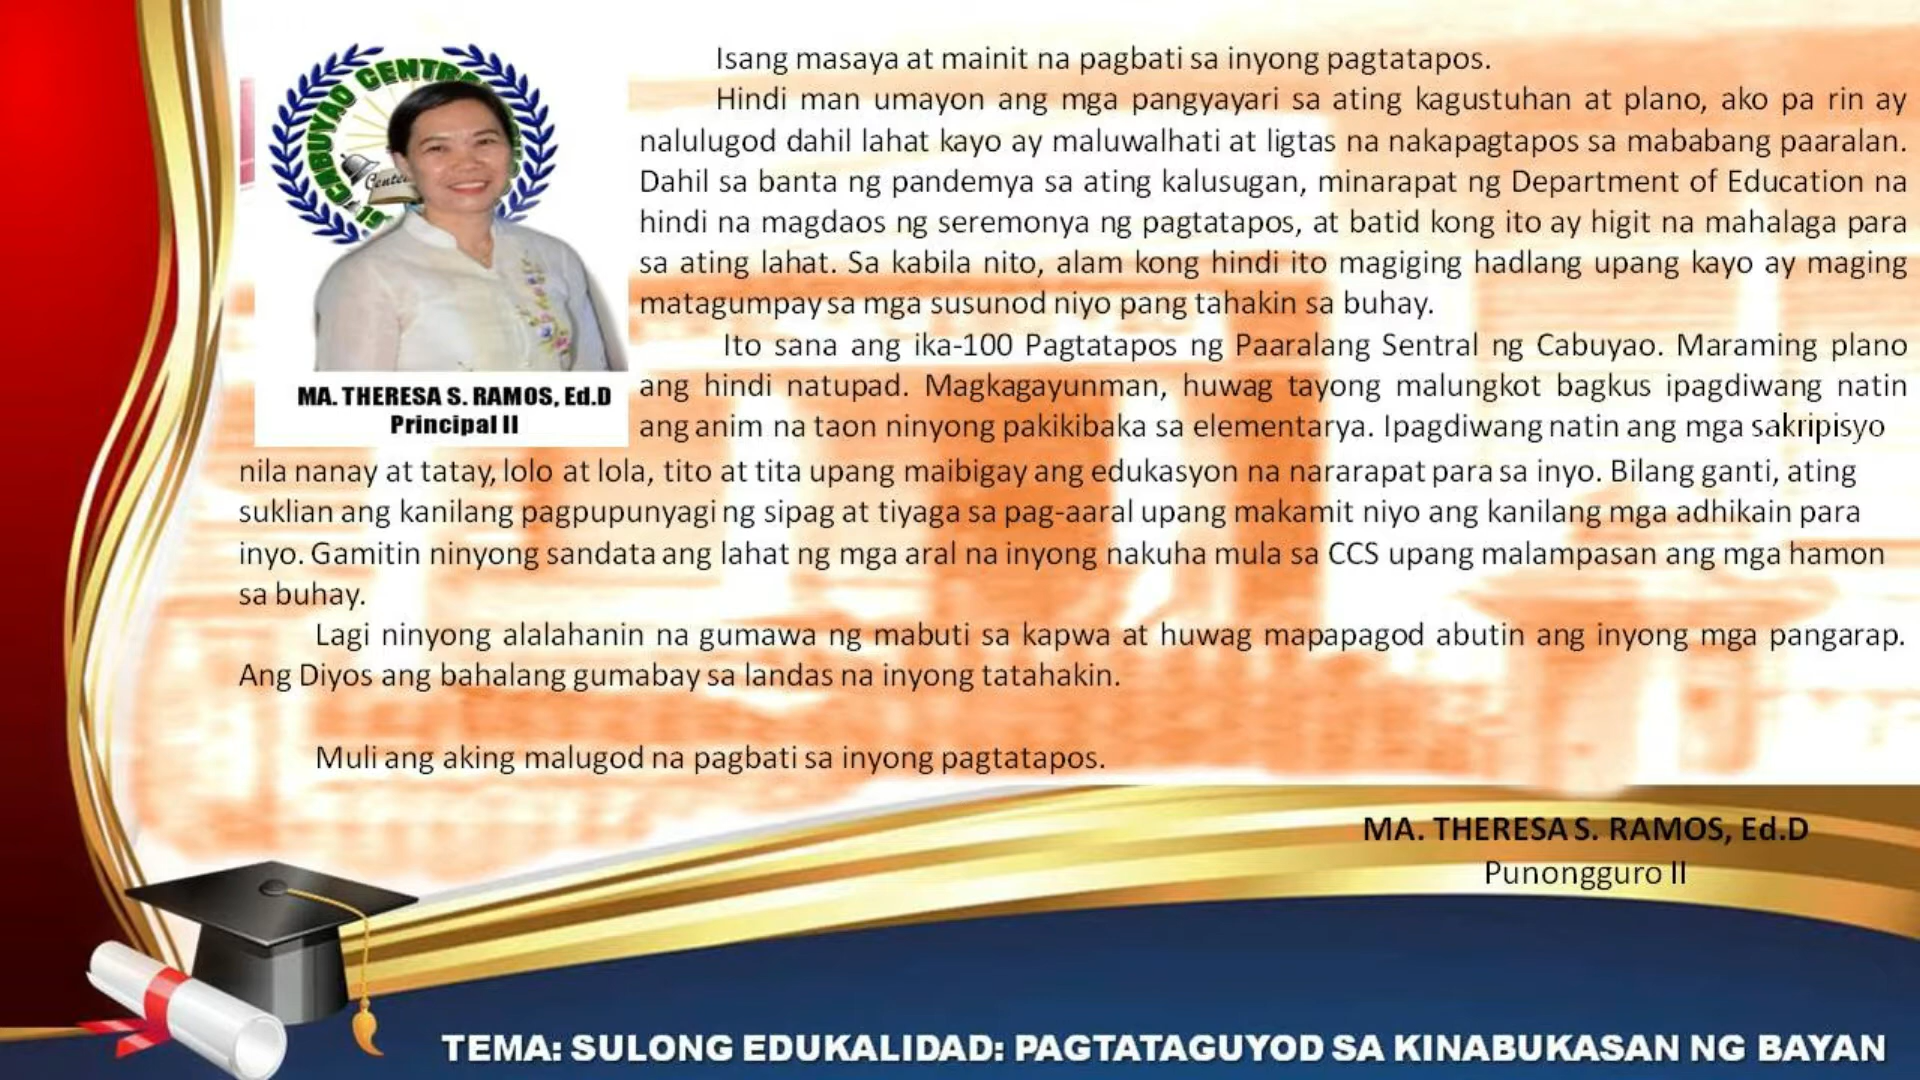 CABUYAO CENTRA
Cente
19
MA. THERESA S. RAMOS, Ed.D
Principal II
Isang masaya at mainit na pagbati sa inyong pagtatapos.
Hindi man umayon ang mga pangyayari sa ating kagustuhan at plano, ako pa rin ay
nalulugod dahil lahat kayo ay maluwalhati at ligtas na nakapagtapos sa mababang paaralan.
Dahil sa banta ng pandemya sa ating kalusugan, minarapat ng Department of Education na
hindi na magdaos ng seremonya ng pagtatapos, at batid kong ito ay higit na mahalaga para
sa ating lahat. Sa kabila nito, alam kong hindi ito magiging hadlang upang kayo ay maging
matagumpay sa mga susunod niyo pang tahakin sa buhay.
Ito sana ang ika-100 Pagtatapos ng Paaralang Sentral ng Cabuyao. Maraming plano
ang hindi natupad. Magkagayunman, huwag tayong malungkot bagkus ipagdiwang natin
ang anim na taon ninyong pakikibaka sa elementarya. Ipagdiwang natin ang mga sakripisyo
nila nanay at tatay, lolo at lola, tito at tita upang maibigay ang edukasyon na nararapat para sa inyo. Bilang ganti, ating
suklian ang kanilang pagpupunyagi ng sipag at tiyaga sa pag-aaral upang makamit niyo ang kanilang mga adhikain para
inyo. Gamitin ninyong sandata ang lahat ng mga aral na inyong nakuha mula sa CCS upang malampasan ang mga hamon
sa buhay.
Lagi ninyong alalahanin na gumawa ng mabuti sa kapwa at huwag mapapagod abutin ang inyong mga pangarap.
Ang Diyos ang bahalang gumabay sa landas na inyong tatahakin.
Muli ang aking malugod na pagbati sa inyong pagtatapos.
MA. THERESA S. RAMOS, Ed.D
Punongguro II
TEMA: SULONG EDUKALIDAD: PAGTATAGUYOD SA KINABUKASAN NG BAYAN